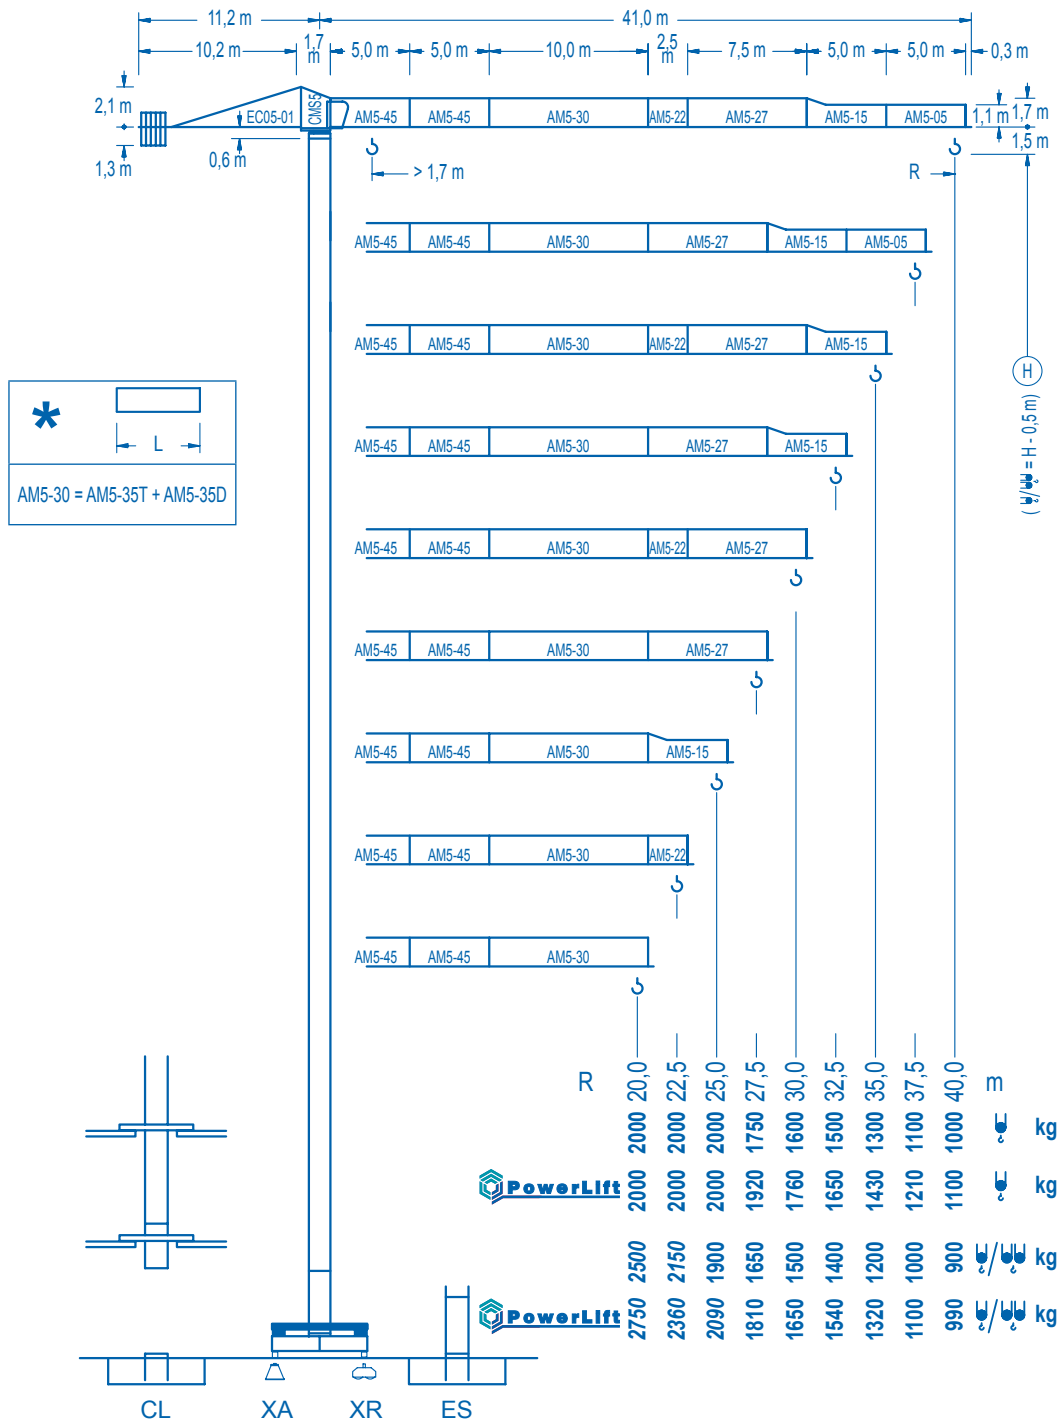 11,2 m 41,0 m
10,2 m 1,7 m 5,0 m 5,0 m 10,0 m 2,5 m 7,5 m 5,0 m 5,0 m 0,3 m
2,1 m EC05-01 CMS5 AM5-45 AM5-45 AM5-30 AM5-22 AM5-27 AM5-15 AM5-05 1,1 m 1,7 m
1,3 m 0,6 m > 1,7 m R 1,5 m
AM5-45 AM5-45 AM5-30 AM5-27 AM5-15 AM5-05
AM5-45 AM5-45 AM5-30 AM5-22 AM5-27 AM5-15
H
( / = H - 0,5 m)
* L
AM5-30 = AM5-35T + AM5-35D
AM5-45 AM5-45 AM5-30 AM5-27 AM5-15
AM5-45 AM5-45 AM5-30 AM5-22 AM5-27
AM5-45 AM5-45 AM5-30 AM5-27
AM5-45 AM5-45 AM5-30 AM5-15
AM5-45 AM5-45 AM5-30 AM5-22
AM5-45 AM5-45 AM5-30
R 20,0 22,5 25,0 27,5 30,0 32,5 35,0 37,5 40,0 m
2000 2000 2000 1750 1600 1500 1300 1100 1000 kg
PowerLift 2000 2000 2000 1920 1760 1650 1430 1210 1100 kg
2500 2150 1900 1650 1500 1400 1200 1000 900 / kg
PowerLift 2750 2360 2090 1810 1650 1540 1320 1100 990 / kg
CL XA XR ES